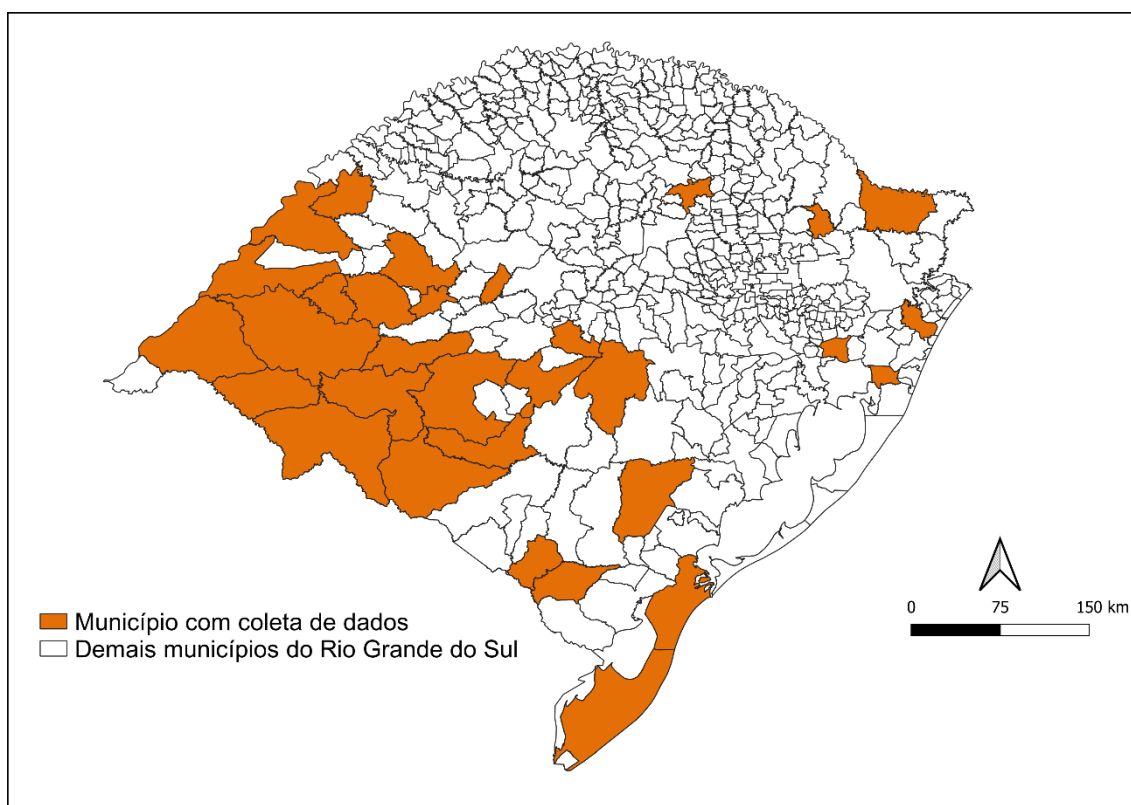 Município com coleta de dados
Demais municípios do Rio Grande do Sul
0 75 150 km